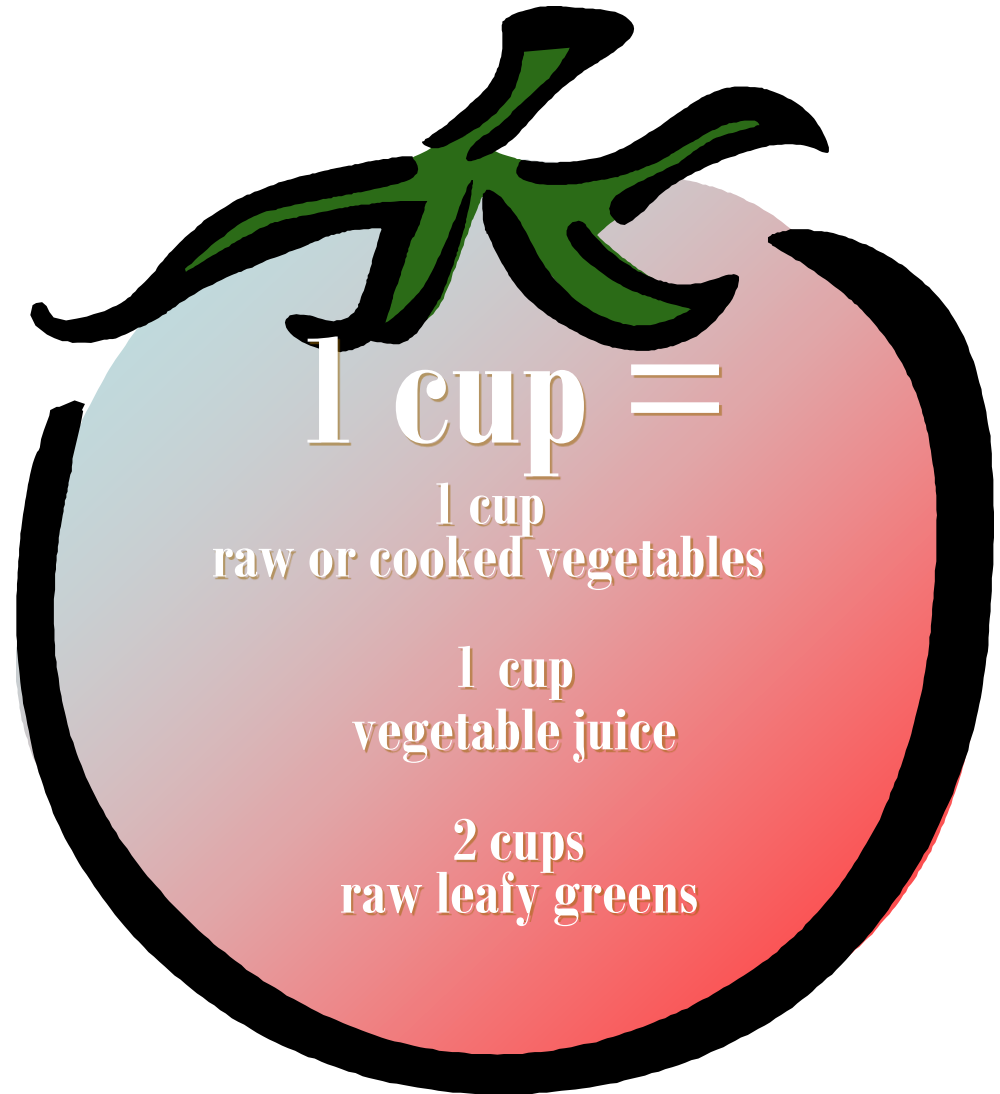 1 cup =
1 cup
raw or cooked vegetables
1 cup
vegetable juice
2 cups
raw leafy greens